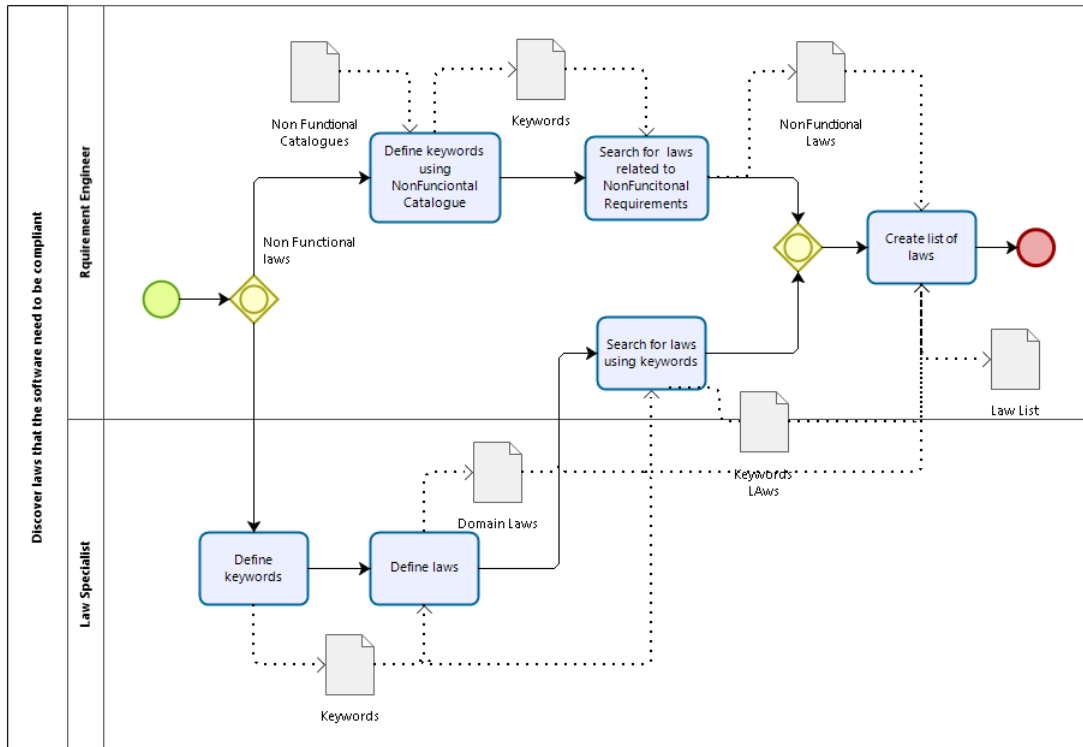 Discover laws that the software need to be compliant
Rquirement Engineer
Non Functional
Catalogues
Keywords
NonFunctional
Laws
Define keywords
using
NonFunciontal
Catalogue
Search for laws
related to
NonFuncitonal
Requirements
Non Functional
laws
Create list of
laws
Search for laws
using keywords
Law List
Law Specialist
Keywords
LAws
Domain Laws
Define
keywords
Define laws
Keywords